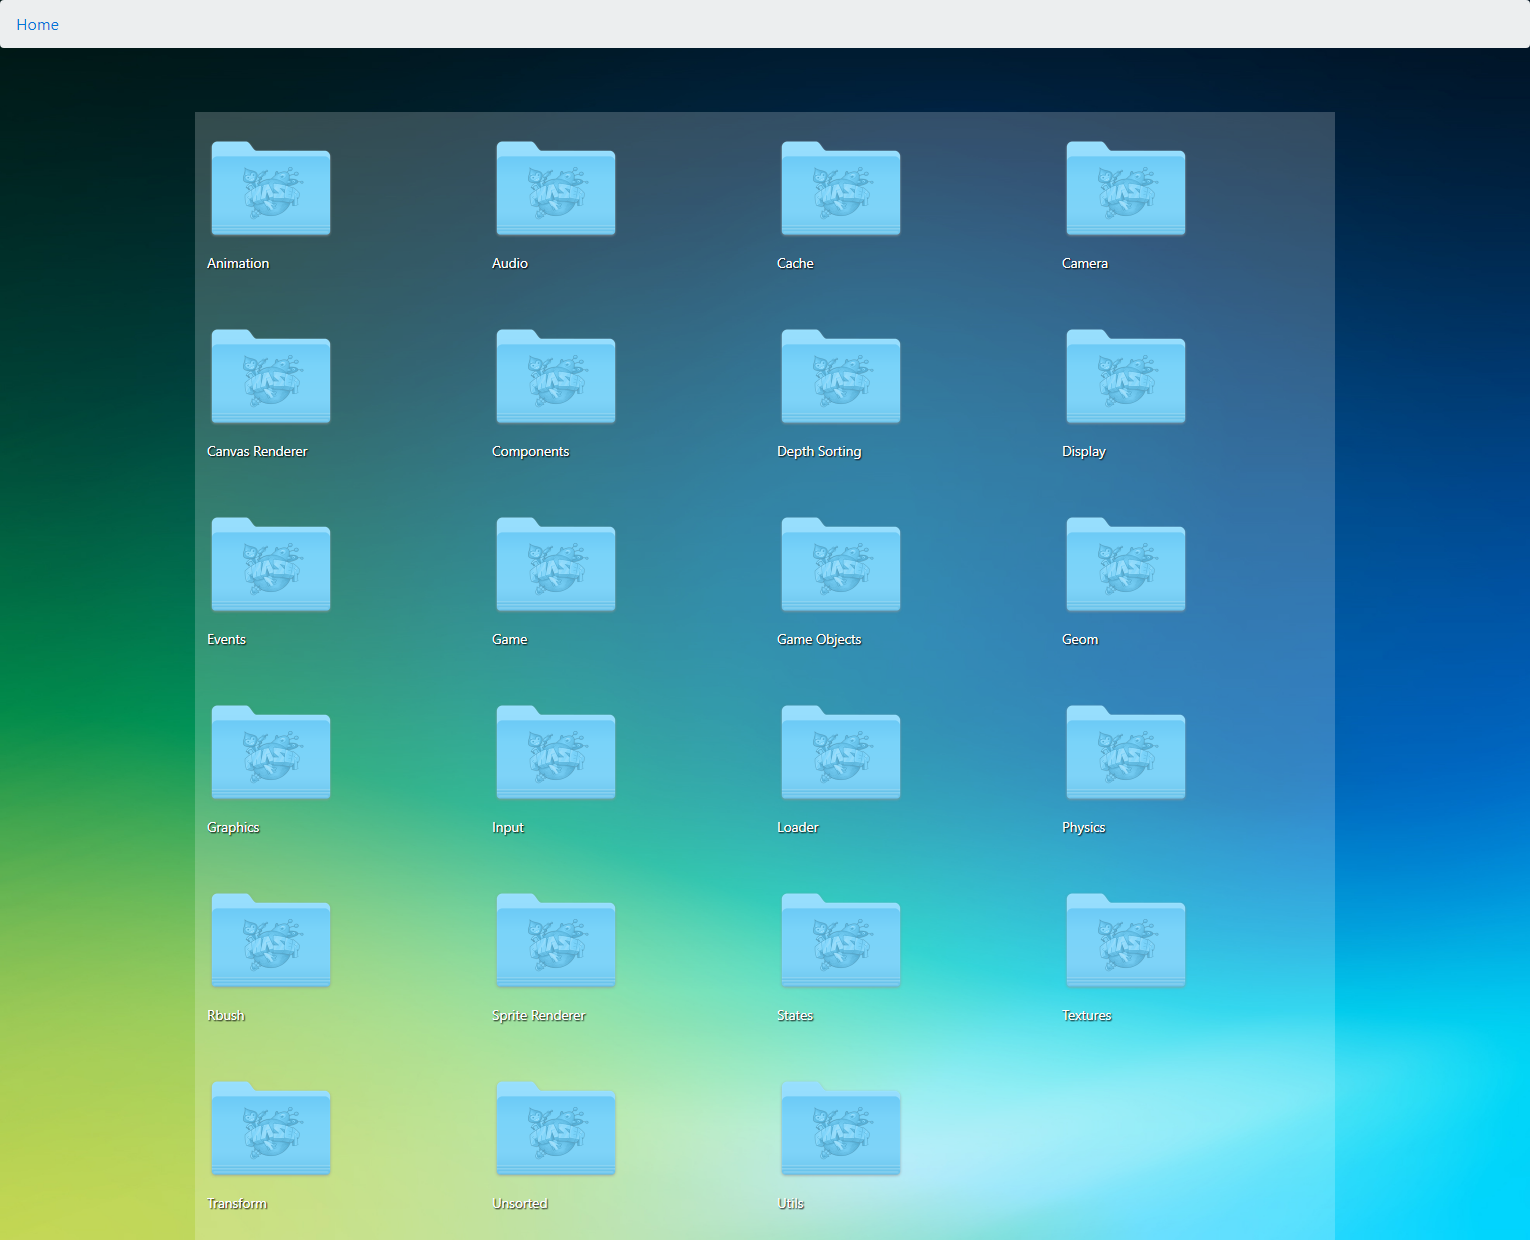 Home
Animation
Audio
Cache
Camera
Canvas Renderer
Components
Depth Sorting
Display
Events
Game
Game Objects
Geom
Graphics
Input
Loader
Physics
Rbush
Sprite Renderer
States
Textures
Transform
Unsorted
Utils